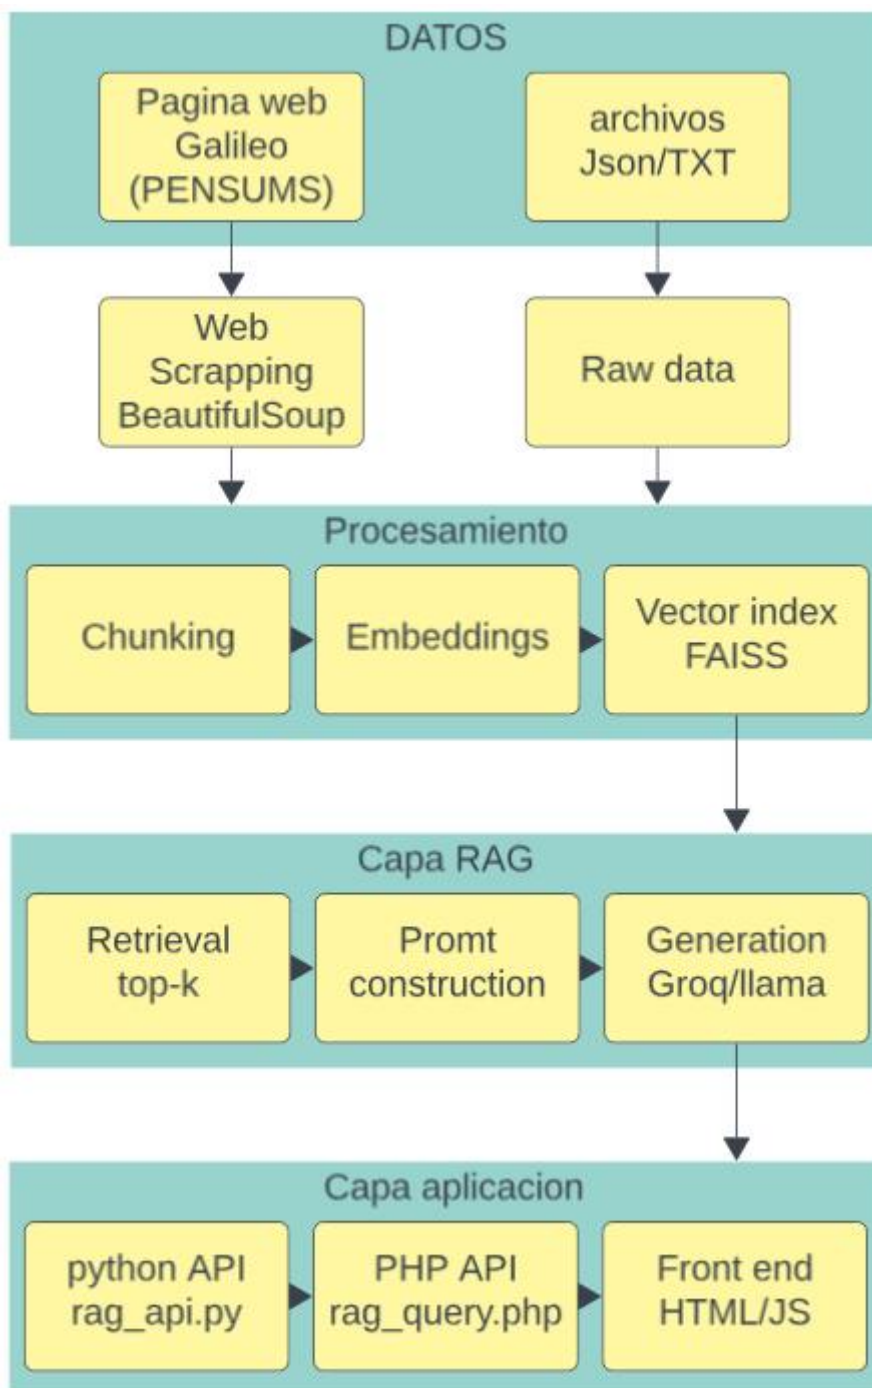 DATOS
Pagina web
Galileo
(PENSUMS)
archivos
Json/TXT
Web
Scrapping
BeautifulSoup
Raw data
Procesamiento
Chunking
Embeddings
Vector index
FAISS
Capa RAG
Retrieval
top-k
Promt
construction
Generation
Groq/llama
Capa aplicacion
python API
rag_api.py
PHP API
rag_query.php
Front end
HTML/JS